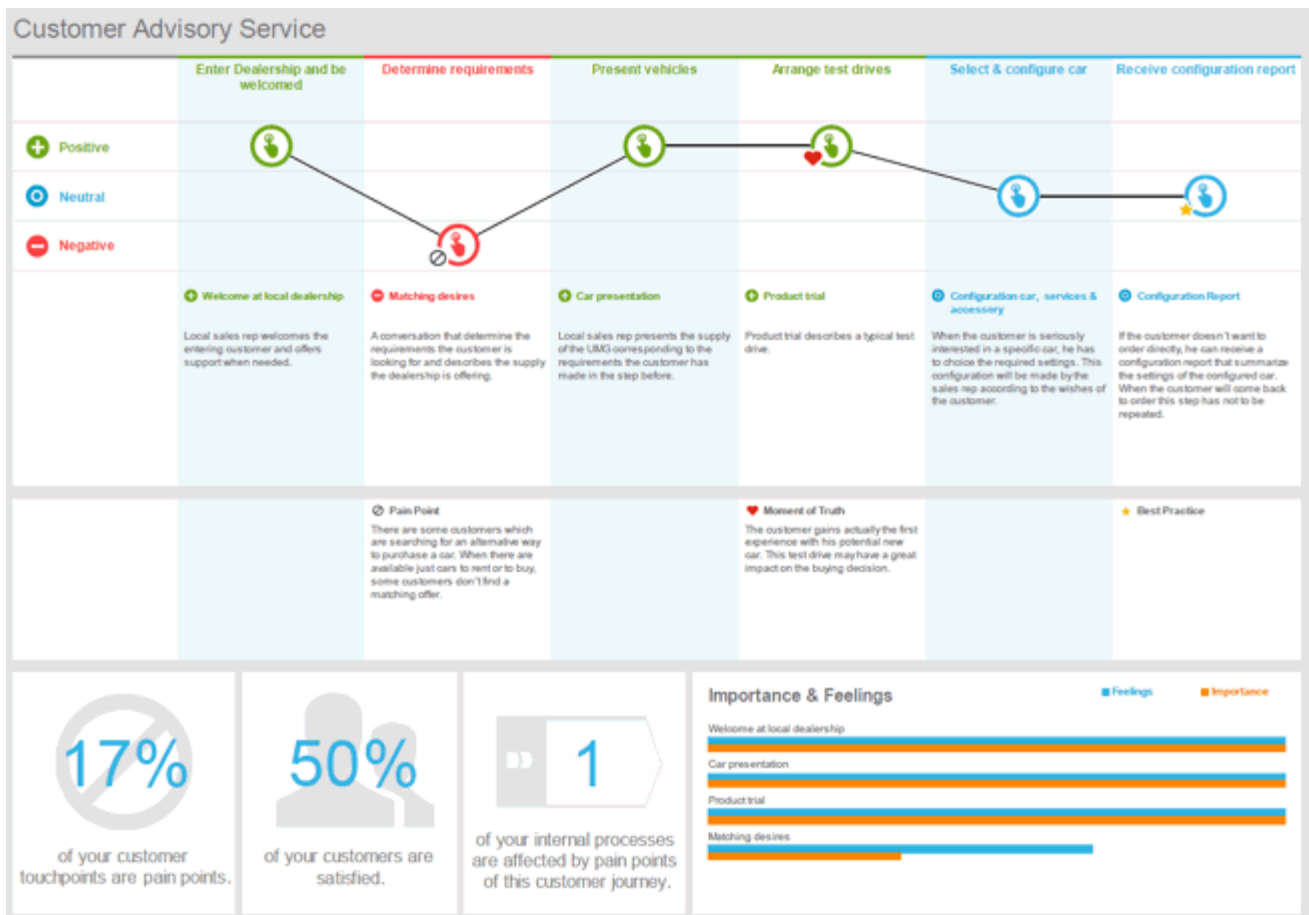 Customer Advisory Service
Enter Dealership and be
welcomed
Determine requirements
Present vehicles
Arrange test drives
Select & configure car
Receive configuration report
Positive
Neutral
Negative
Welcome at local dealership
Local sales rep welcomes the
entering customer and offers
support when needed.
Matching desires
A conversation that determine the
requirements the customer is
looking for and describes the supply
the dealership is offering.
Car presentation
Local sales rep presents the supply
of the UMG corresponding to the
requirements the customer has
made in the step before.
Product trial
Product trial describes a typical test
drive.
Configuration car, services &
accessory
When the customer is seriously
interested in a specific car, he has
to choice the required settings. This
configuration will be made by the
sales rep according to the wishes of
the customer.
Configuration Report
If the customer doesn't want to
order directly, he can receive a
configuration report that summarize
the settings of the configured car.
When the customer will come back
to order this step has not to be
repeated.
Pain Point
There are some customers which
are searching for an alternative way
to purchase a car. When there are
available just cars to rent or to buy,
some customers don't find a
matching offer.
Moment of Truth
The customer gains actually the first
experience with his potential new
car. This test drive may have a great
impact on the buying decision.
Best Practice
17%
of your customer
touchpoints are pain points.
50%
of your customers are
satisfied.
1
of your internal processes
are affected by pain points
of this customer journey.
Importance & Feelings
Feelings
Importance
Welcome at local dealership
Car presentation
Product trial
Matching desires